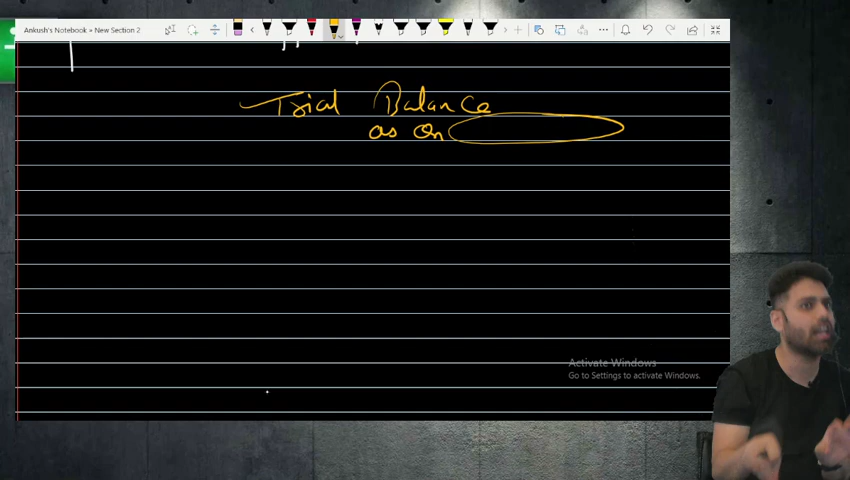 Ankush's Notebook » New Section 2
Trial Balance
as on
Activate Windows
Go to Settings to activate Windows.